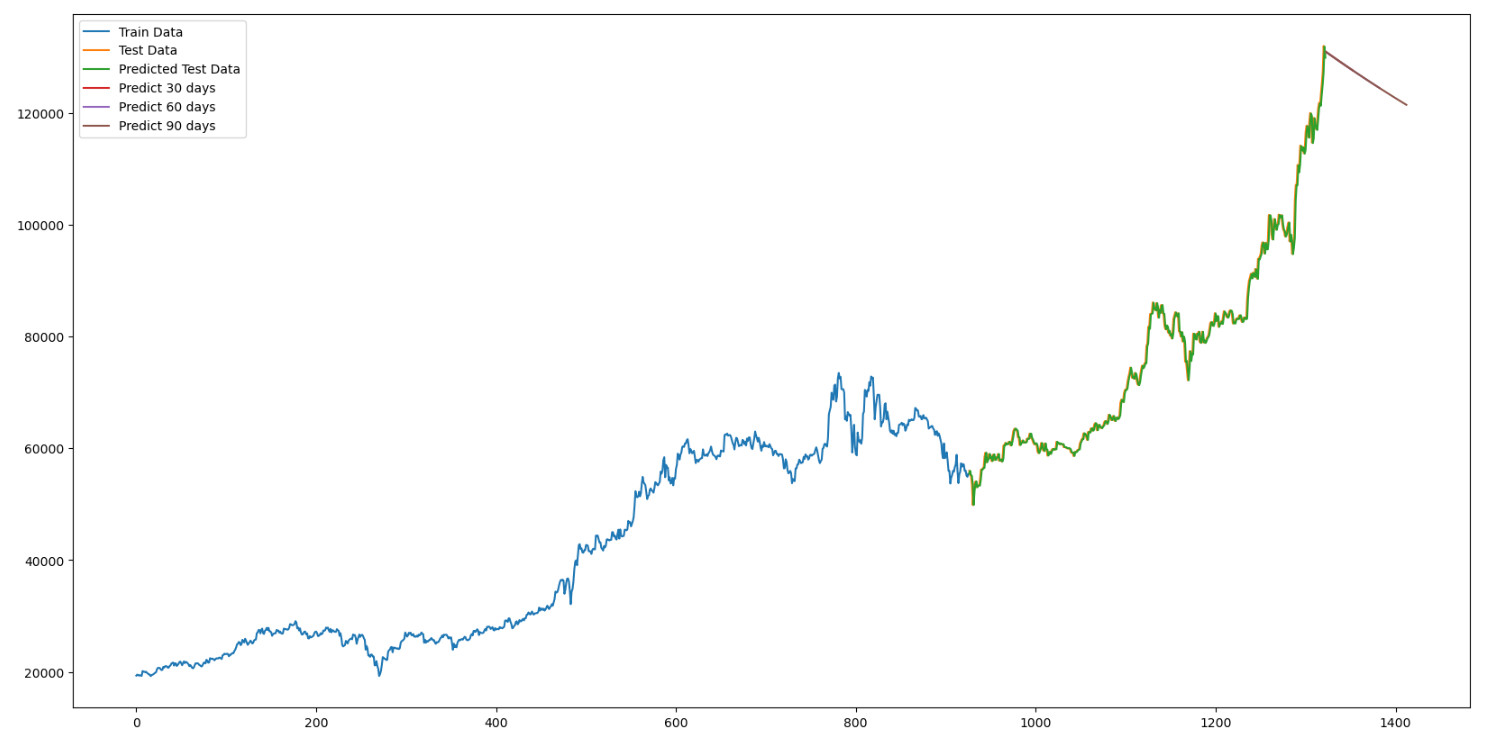 Train Data
Test Data
Predicted Test Data
Predict 30 days
Predict 60 days
Predict 90 days
120000
100000
80000
60000
40000
20000
0 200 400 600 800 1000 1200 1400